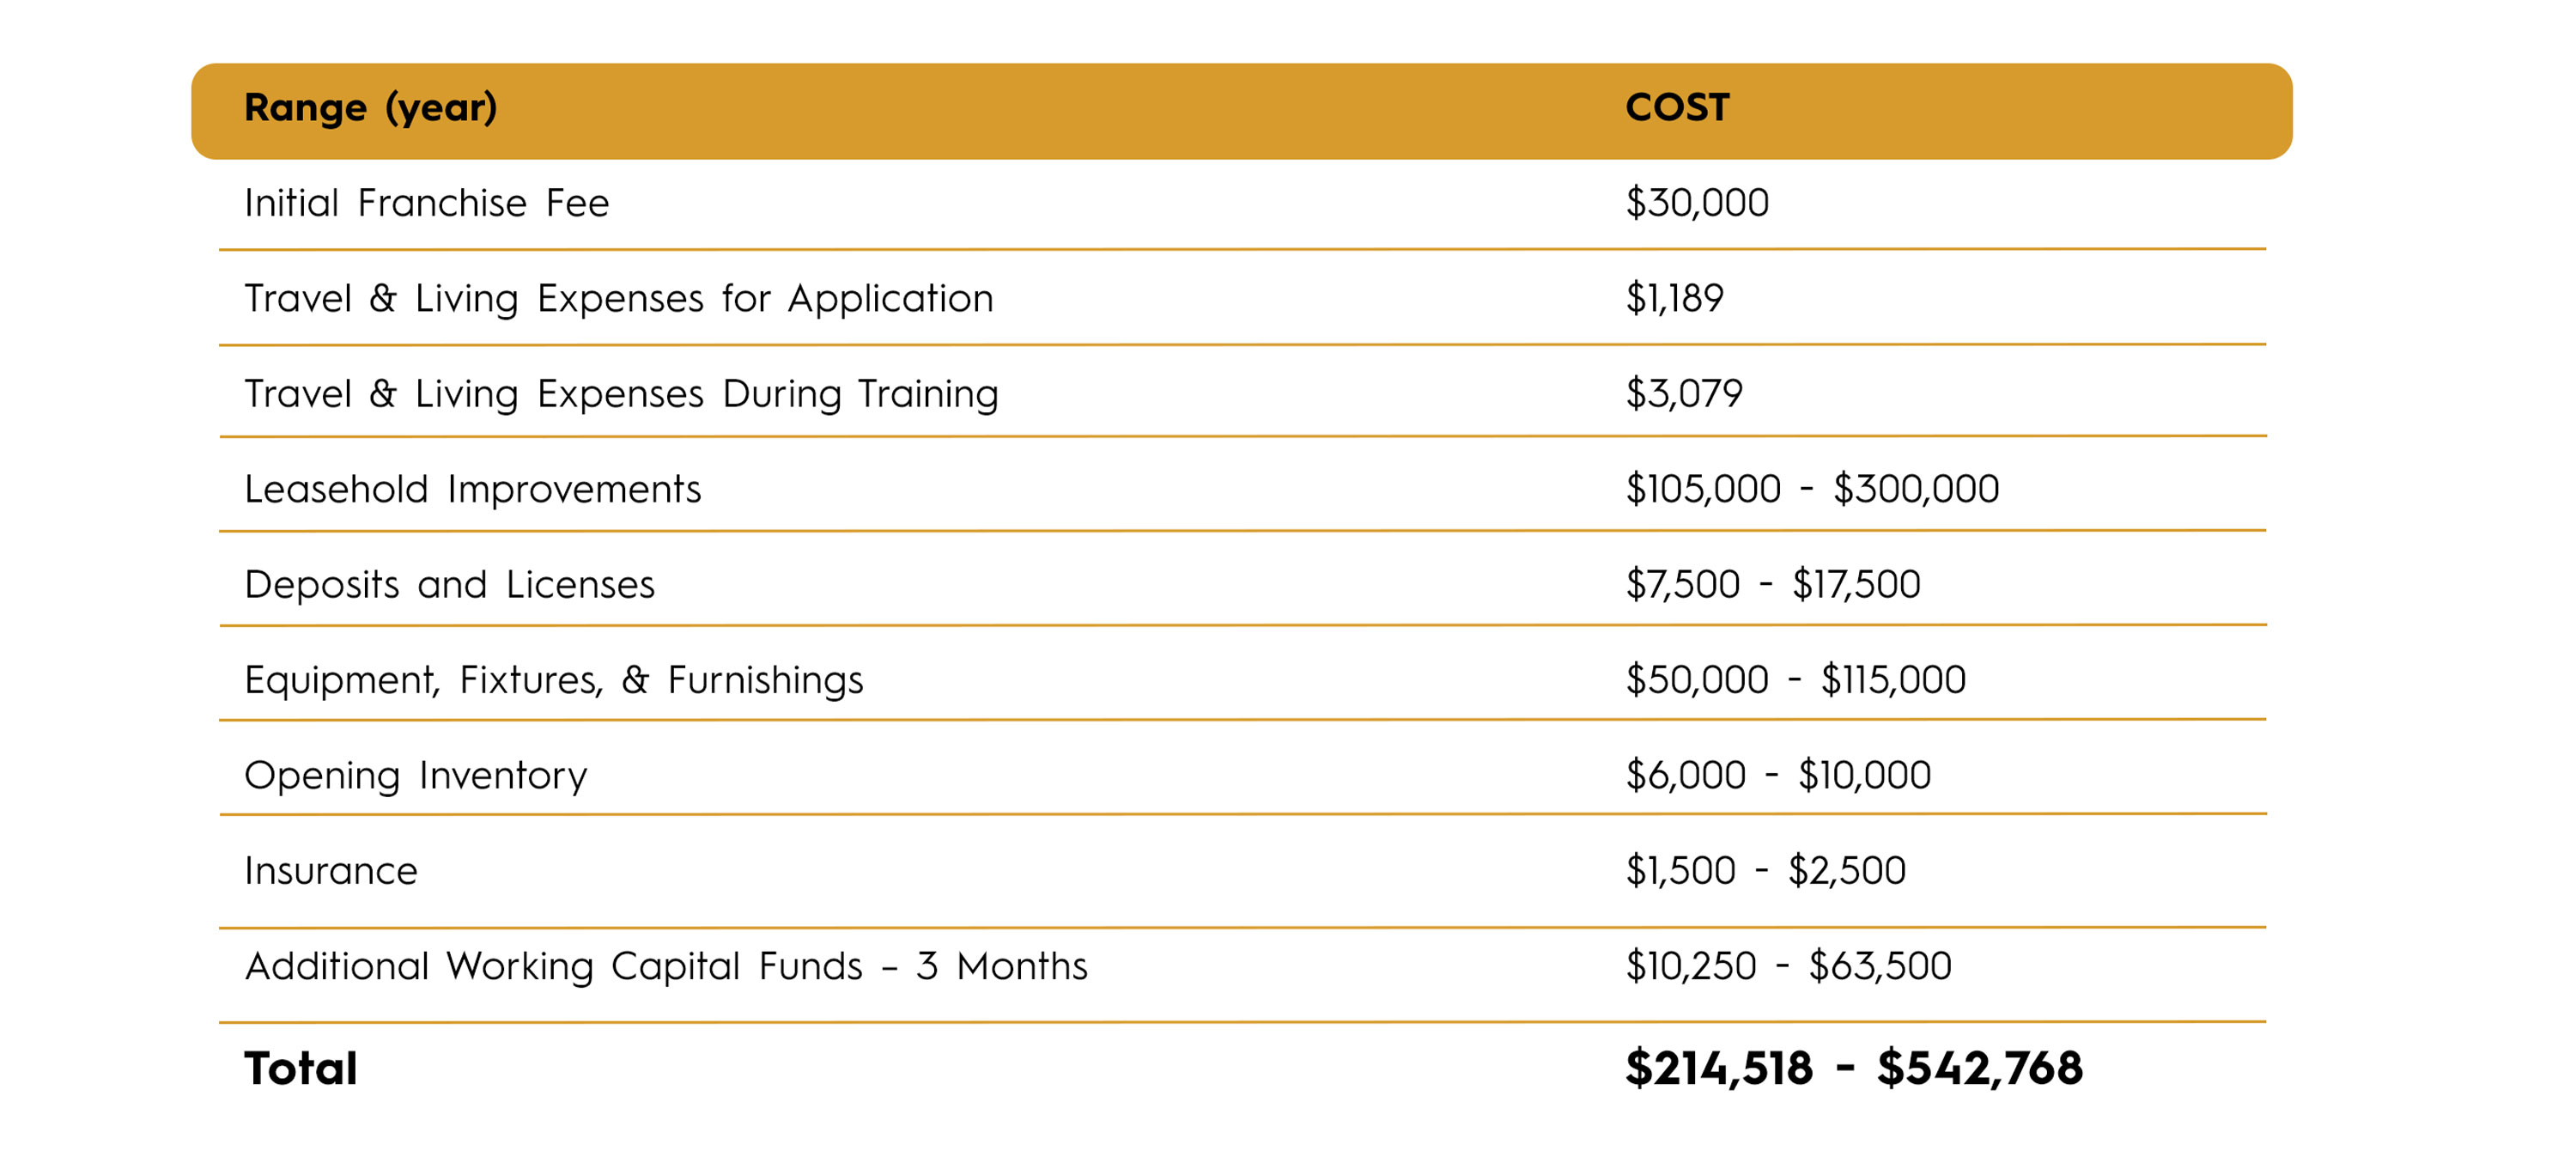 Range (year) COST
Initial Franchise Fee $30,000
Travel & Living Expenses for Application $1,189
Travel & Living Expenses During Training $3,079
Leasehold Improvements $105,000 - $300,000
Deposits and Licenses $7,500 - $17,500
Equipment, Fixtures, & Furnishings $50,000 - $115,000
Opening Inventory $6,000 - $10,000
Insurance $1,500 - $2,500
Additional Working Capital Funds – 3 Months $10,250 - $63,500
Total $214,518 - $542,768